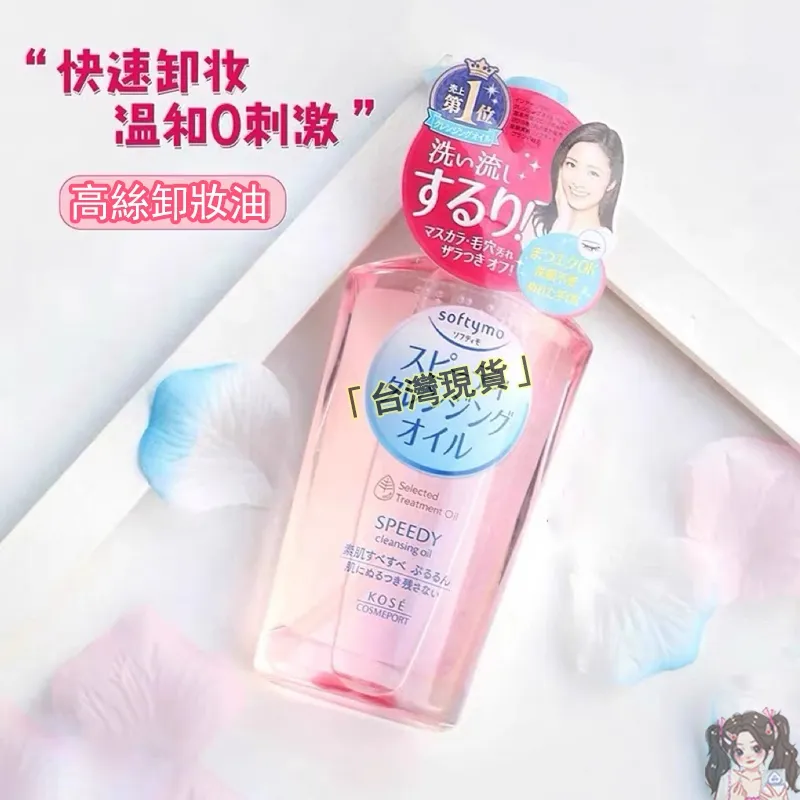 “快速卸妆
温和0刺激”
高絲卸妝油
売上
第1位
クレンジングオイル
洗い流し
するり!
マスカラ・毛穴汚れ
ザラつきオフ!
まつエクOK
softymo
ソフティモ
スピ
「台灣現貨」
クレンジング
オイル
Selected
Treatment Oil
SPEEDY
cleansing oil
素肌すべすべ ぷるるん
肌にぬるつき残さない
KOSÉ
COSMEPORT